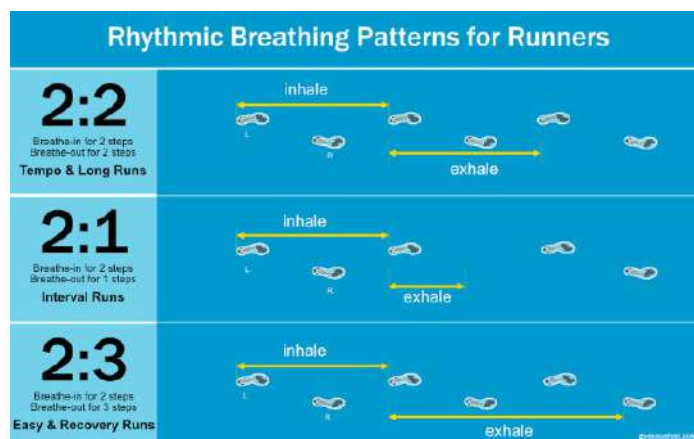 Rhythmic Breathing Patterns for Runners
2:2
Breathe-in for 2 steps
Breathe-out for 2 steps
Tempo & Long Runs
inhale
L
R
exhale
2:1
Breathe-in for 2 steps
Breathe-out for 1 steps
Interval Runs
inhale
L
R
exhale
2:3
Breathe-in for 2 steps
Breathe-out for 3 steps
Easy & Recovery Runs
inhale
L
R
exhale